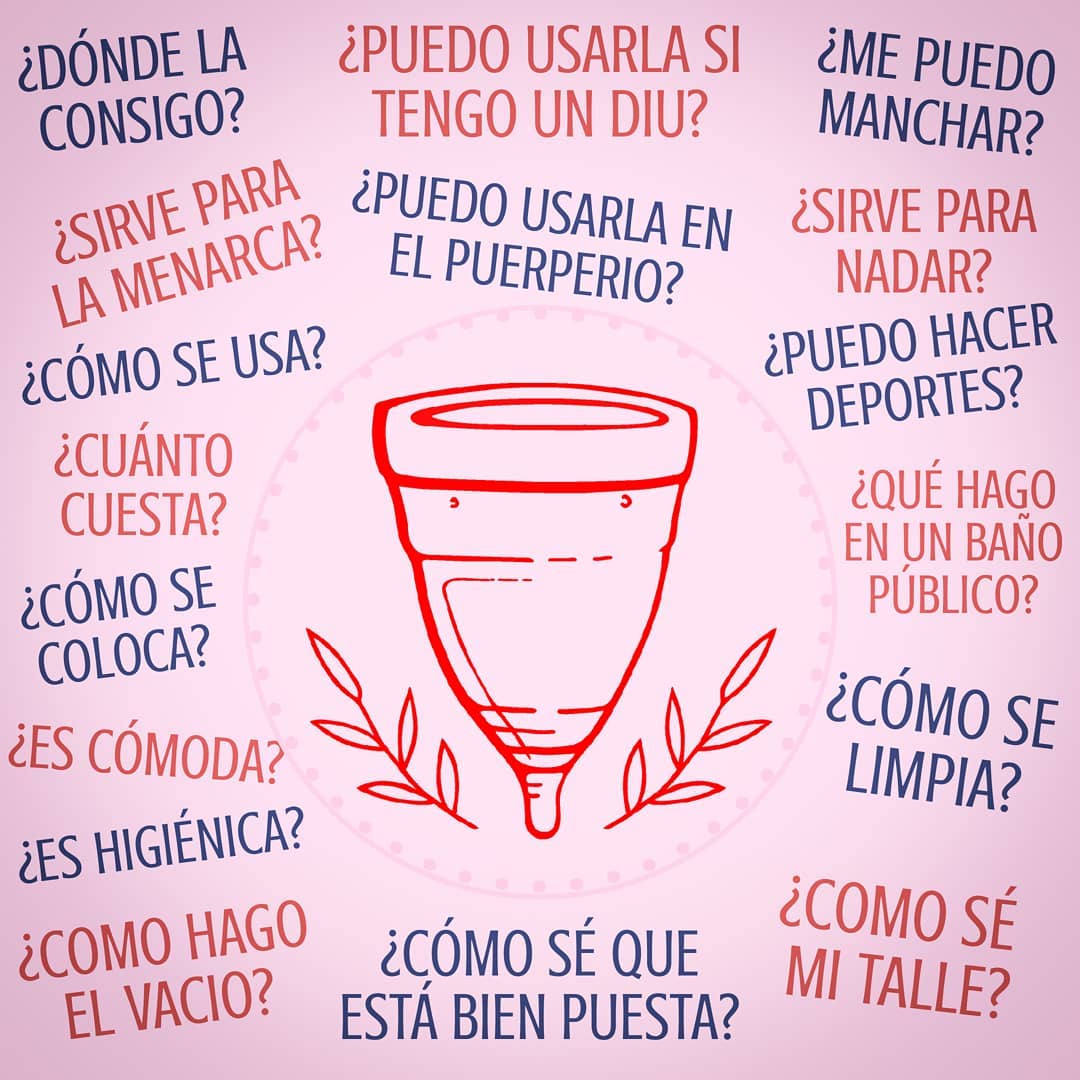 ¿DÓNDE LA
CONSIGO?
¿PUEDO USARLA SI
TENGO UN DIU?
¿ME PUEDO
MANCHAR?
¿SIRVE PARA
LA MENARCA?
¿PUEDO USARLA EN
EL PUERPERIO?
¿SIRVE PARA
NADAR?
¿CÓMO SE USA?
¿PUEDO HACER
DEPORTES?
¿CUÁNTO
CUESTA?
¿QUÉ HAGO
EN UN BAÑO
PÚBLICO?
¿CÓMO SE
COLOCA?
¿CÓMO SE
LIMPIA?
¿ES CÓMODA?
¿ES HIGIÉNICA?
¿COMO HAGO
EL VACIO?
¿CÓMO SÉ QUE
ESTÁ BIEN PUESTA?
¿COMO SÉ
MI TALLE?